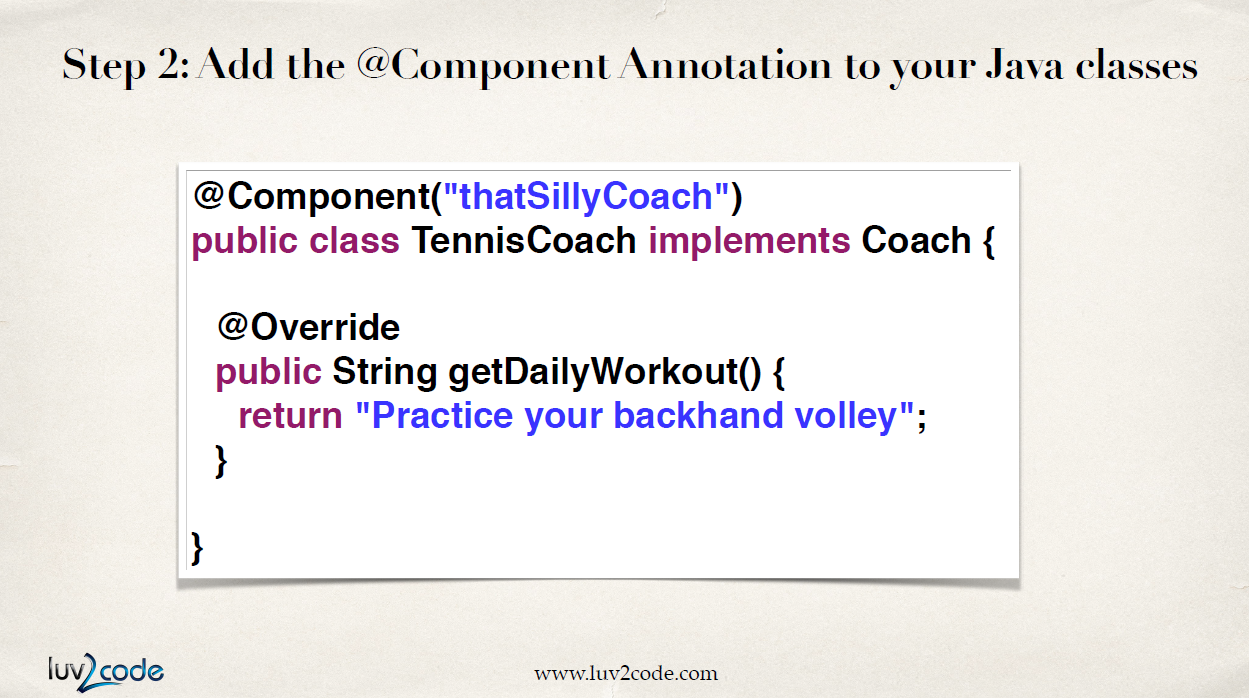 Step 2: Add the @Component Annotation to your Java classes
@Component("thatSillyCoach")
public class TennisCoach implements Coach {
@Override
public String getDailyWorkout() {
return "Practice your backhand volley";
}
}
luv2code
www.luv2code.com